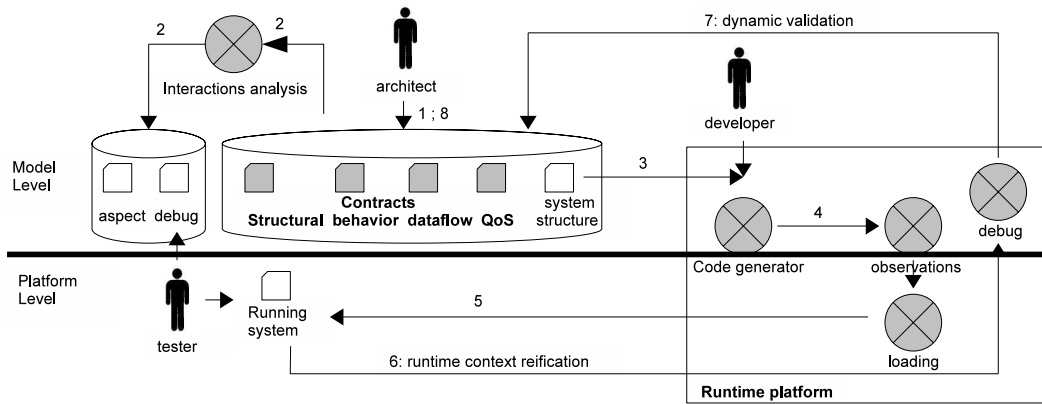 2
2
7: dynamic validation
Interactions analysis
architect
1 ; 8
developer
Model
Level
3
aspect debug
Contracts
Structural behavior dataflow QoS
system
structure
4
debug
Code generator
observations
Platform
Level
Running
system
5
tester
loading
6: runtime context reification
Runtime platform